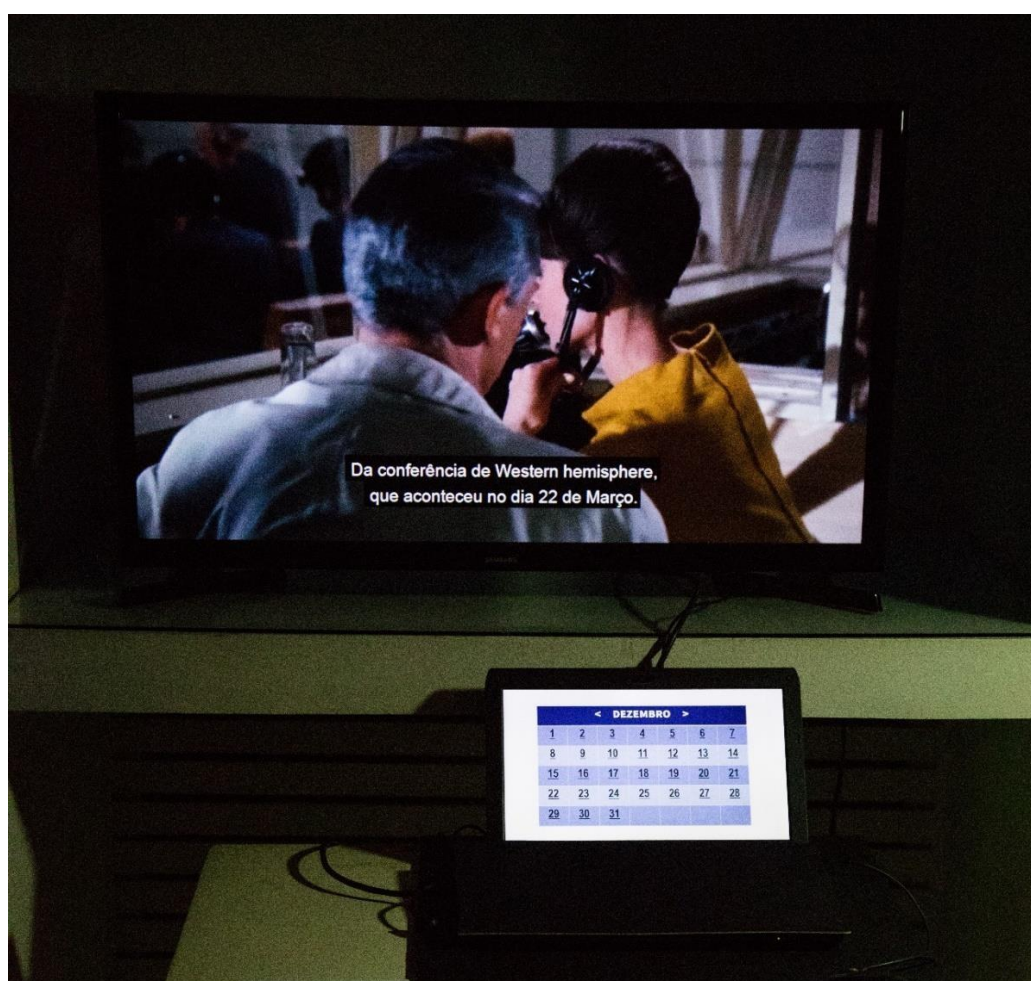 Da conferência de Western hemisphere,
que aconteceu no dia 22 de Março.
< DEZEMBRO >
1 2 3 4 5 6 7
8 9 10 11 12 13 14
15 16 17 18 19 20 21
22 23 24 25 26 27 28
29 30 31